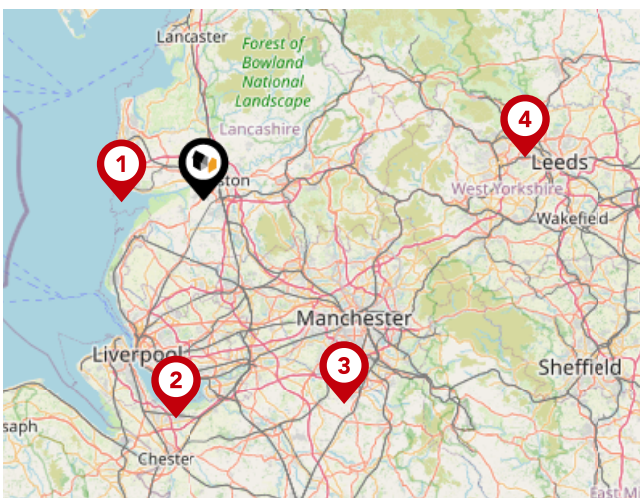 Lancaster
Forest of
Bowland
National
Landscape
Lancashire
4
1
ston
Leeds
West Yorkshire
Wakefield
Manchester
Liverpool
3
2
Sheffield
saph
Chester
East M